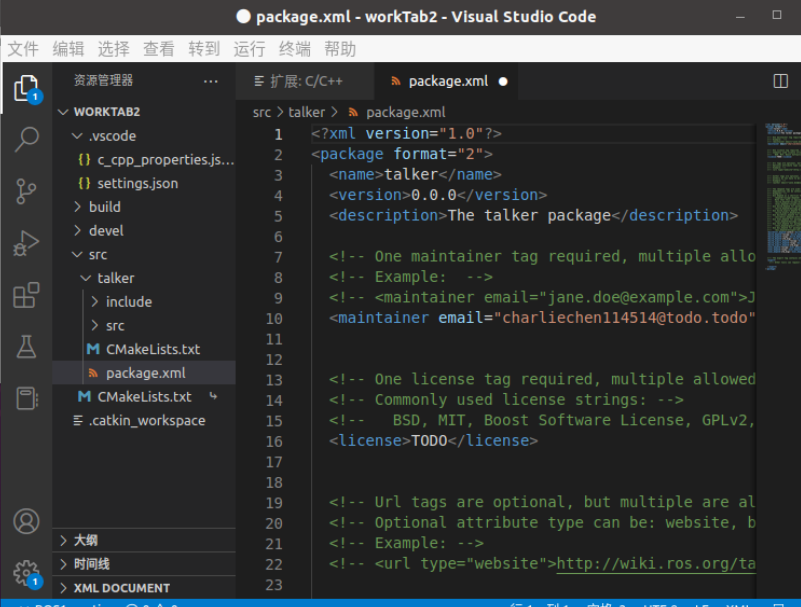 package.xml - workTab2 - Visual Studio Code
文件 编辑 选择 查看 转到 运行 终端 帮助
资源管理器 ...
扩展: C/C++
package.xml
WORKTAB2
.vscode
{} c_cpp_properties.js...
{} settings.json
build
devel
src
talker
include
src
CMakeLists.txt
package.xml
CMakeLists.txt
.catkin_workspace
大纲
时间线
XML DOCUMENT
1
1
src > talker > package.xml
1 <?xml version="1.0"?>
2 <package format="2">
3 <name>talker</name>
4 <version>0.0.0</version>
5 <description>The talker package</description>
6
7 <!-- One maintainer tag required, multiple allo
8 <!-- Example:  -->
9 <!-- <maintainer email="jane.doe@example.com">J
10 <maintainer email="charliechen114514@todo.todo"
11
12
13 <!-- One license tag required, multiple allowed
14 <!-- Commonly used license strings: -->
15 <!--   BSD, MIT, Boost Software License, GPLv2,
16 <license>TODO</license>
17
18
19 <!-- Url tags are optional, but multiple are al
20 <!-- Optional attribute type can be: website, b
21 <!-- Example: -->
22 <!-- <url type="website">http://wiki.ros.org/ta
23